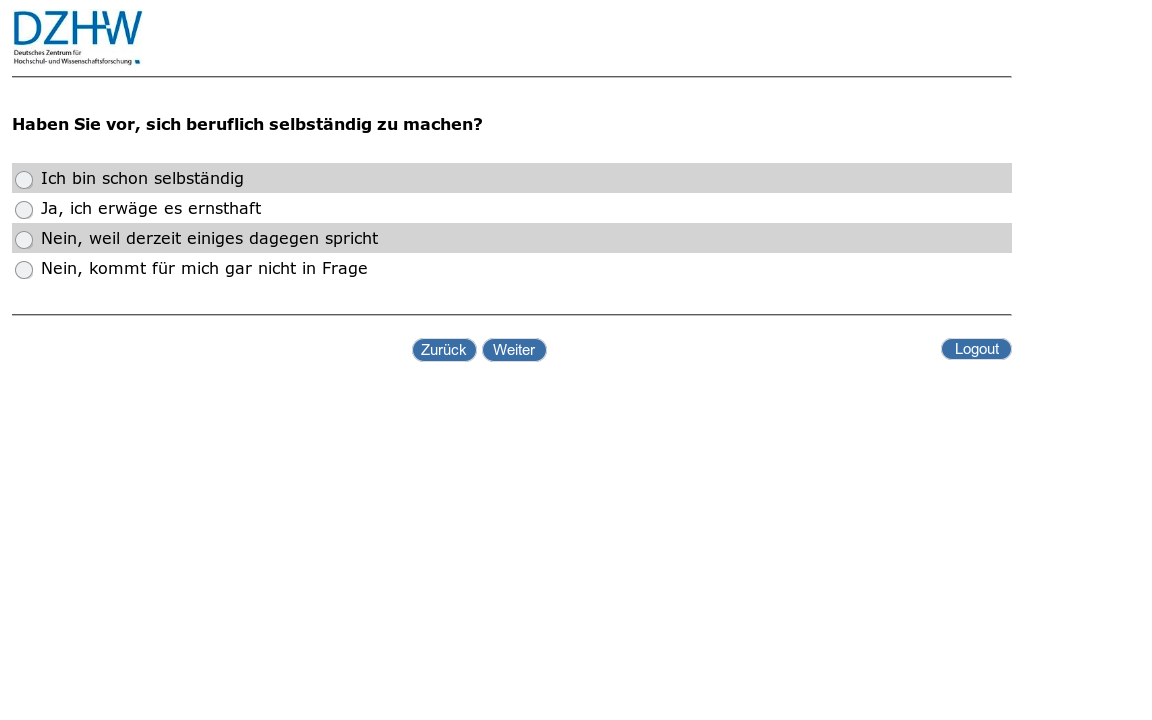 DZHW
Deutsches Zentrum für
Hochschul- und Wissenschaftsforschung
Haben Sie vor, sich beruflich selbständig zu machen?
Ich bin schon selbständig
Ja, ich erwäge es ernsthaft
Nein, weil derzeit einiges dagegen spricht
Nein, kommt für mich gar nicht in Frage
Zurück Weiter Logout